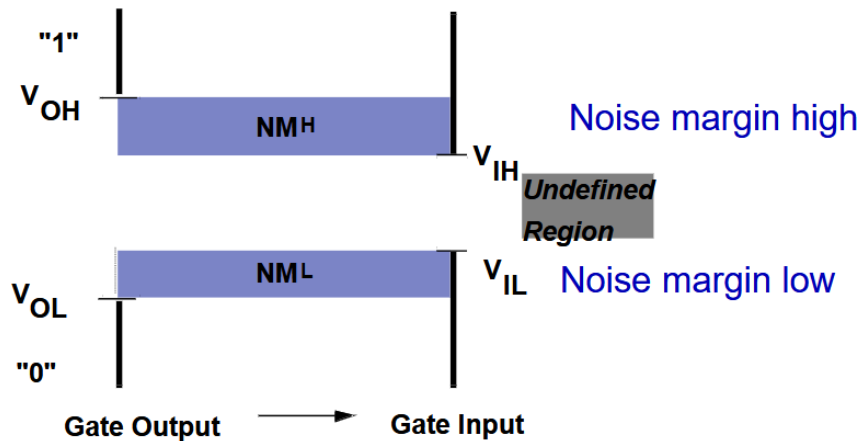 "1"
VOH
NMH
Noise margin high
VIH
Undefined
Region
NML
VIL
Noise margin low
VOL
"0"
Gate Output
Gate Input